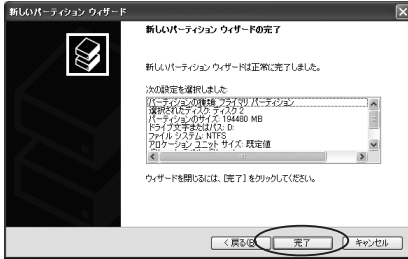 新しいパーティション ウィザード
新しいパーティション ウィザードの完了
新しいパーティション ウィザードは正常に完了しました。
次の設定を選択しました:
パーティションの種類: プライマリ パーティション
選択されたディスク: ディスク 2
パーティションのサイズ: 194480 MB
ドライブ文字またはパス: D:
ファイル システム: NTFS
アロケーション ユニット サイズ: 既定値
ウィザードを閉じるには、[完了] をクリックしてください。
< 戻る(B) 完了 キャンセル